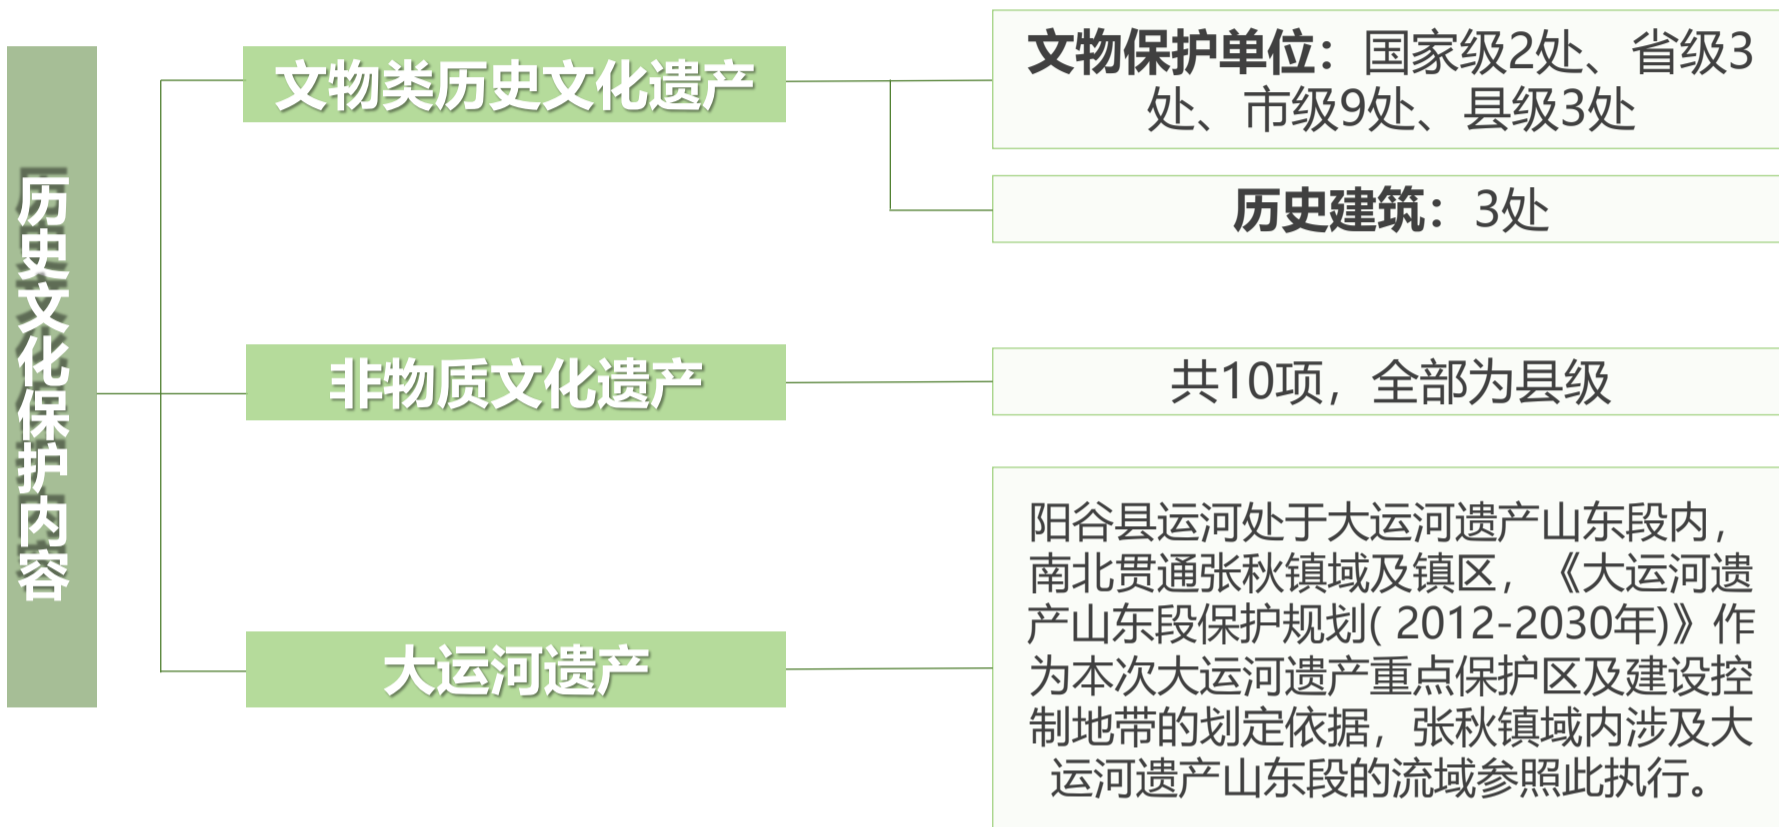 历史文化保护内容
文物类历史文化遗产
文物保护单位：国家级2处、省级3
处、市级9处、县级3处
历史建筑：3处
非物质文化遗产
共10项，全部为县级
大运河遗产
阳谷县运河处于大运河遗产山东段内，
南北贯通张秋镇域及镇区，《大运河遗
产山东段保护规划( 2012-2030年)》作
为本次大运河遗产重点保护区及建设控
制地带的划定依据，张秋镇域内涉及大
运河遗产山东段的流域参照此执行。